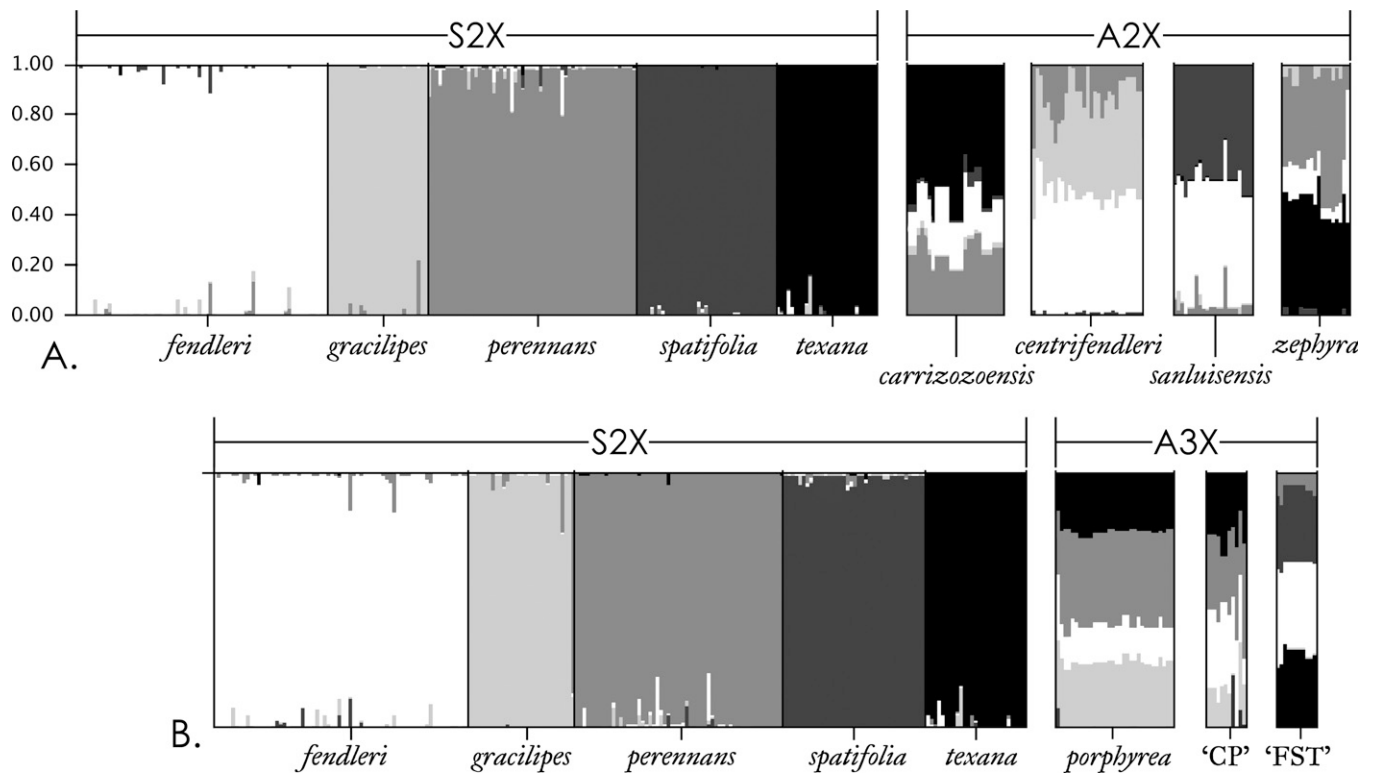 S2X A2X
1.00
0.80
0.60
0.40
0.20
0.00
A. fendleri gracilipes perennans spatifolia texana centrifendleri zephyra
carrizozoensis sanluisensis
S2X A3X
B. fendleri gracilipes perennans spatifolia texana porphyrea ‘CP’ ‘FST’